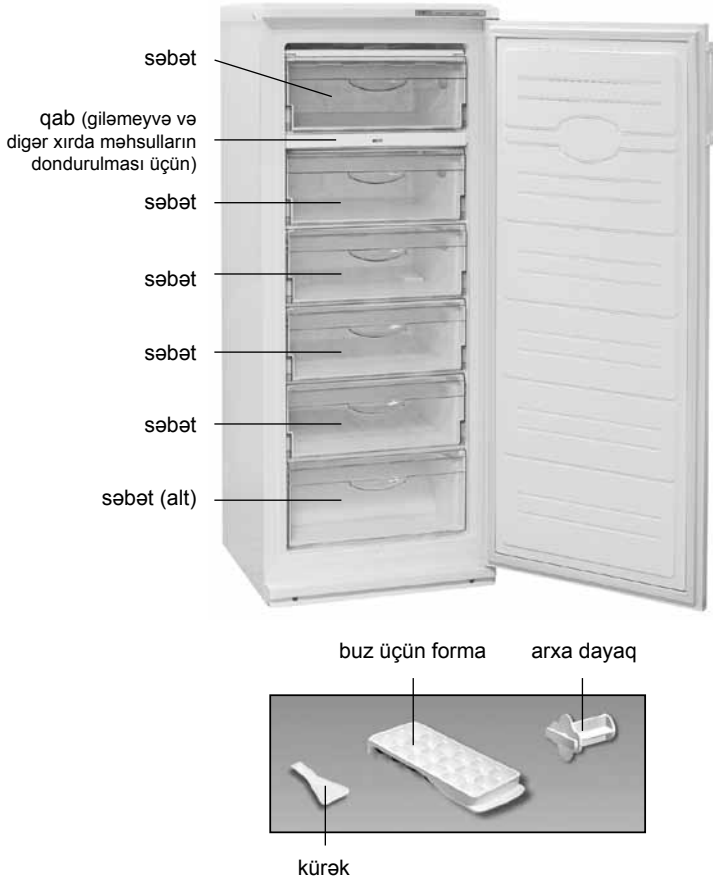 səbət
qab (giləmeyvə və
digər xırda məhsulların
dondurulması üçün)
səbət
səbət
səbət
səbət
səbət (alt)
buz üçün forma
arxa dayaq
kürək